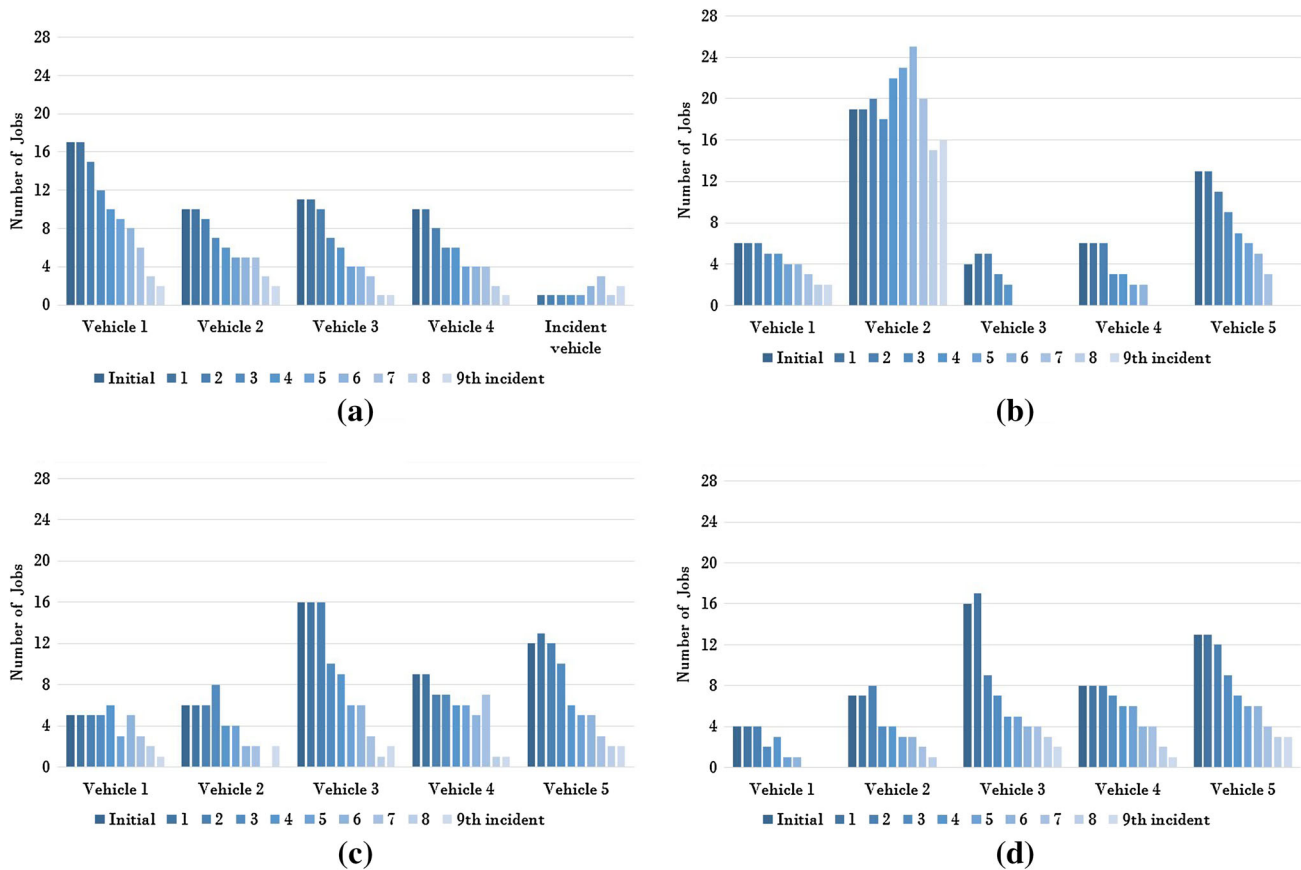 28
24
20
16
12
8
4
0
Number of Jobs
Vehicle 1 Vehicle 2 Vehicle 3 Vehicle 4 Incident vehicle
Initial 1 2 3 4 5 6 7 8 9th incident
(a)
28
24
20
16
12
8
4
0
Number of Jobs
Vehicle 1 Vehicle 2 Vehicle 3 Vehicle 4 Vehicle 5
Initial 1 2 3 4 5 6 7 8 9th incident
(b)
28
24
20
16
12
8
4
0
Number of Jobs
Vehicle 1 Vehicle 2 Vehicle 3 Vehicle 4 Vehicle 5
Initial 1 2 3 4 5 6 7 8 9th incident
(c)
28
24
20
16
12
8
4
0
Number of Jobs
Vehicle 1 Vehicle 2 Vehicle 3 Vehicle 4 Vehicle 5
Initial 1 2 3 4 5 6 7 8 9th incident
(d)